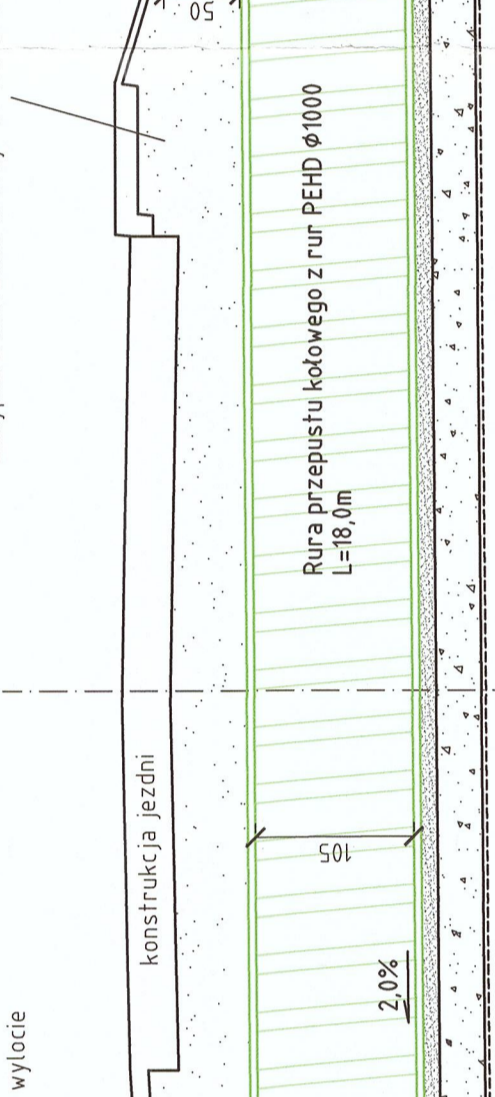 50
Rura przepustu kołowego z rur PEHD ϕ1000
L=18,0m
konstrukcja jezdni
105
2,0%
wylocie